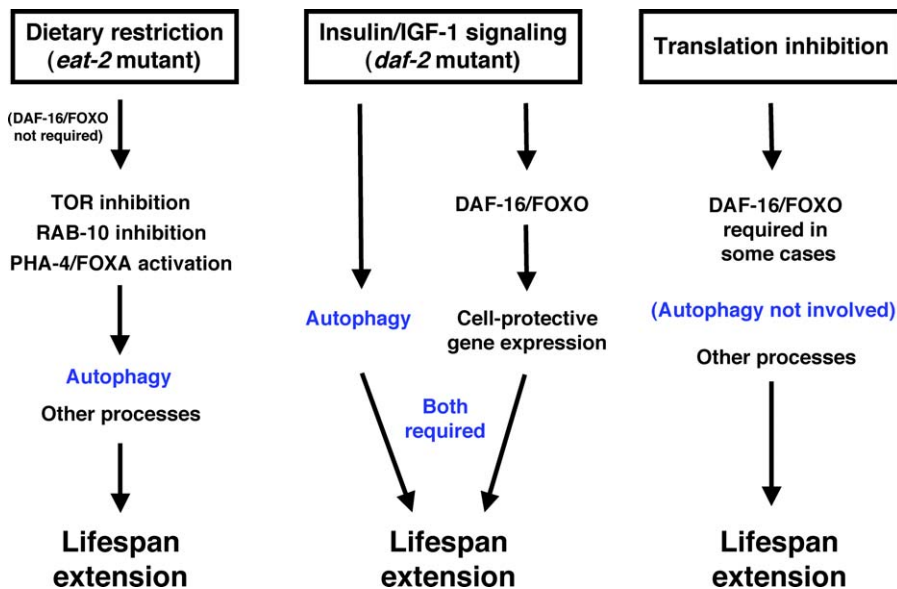 Dietary restriction
(eat-2 mutant)
(DAF-16/FOXO
not required)
TOR inhibition
RAB-10 inhibition
PHA-4/FOXA activation
Autophagy
Other processes
Lifespan
extension
Insulin/IGF-1 signaling
(daf-2 mutant)
DAF-16/FOXO
Autophagy
Cell-protective
gene expression
Both
required
Lifespan
extension
Translation inhibition
DAF-16/FOXO
required in
some cases
(Autophagy not involved)
Other processes
Lifespan
extension